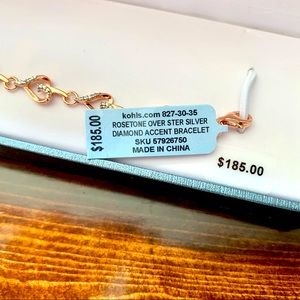 kohls.com 827-30-35
ROSETONE OVER STER SILVER
DIAMOND ACCENT BRACELET
SKU 57926750
MADE IN CHINA
$185.00
$185.00